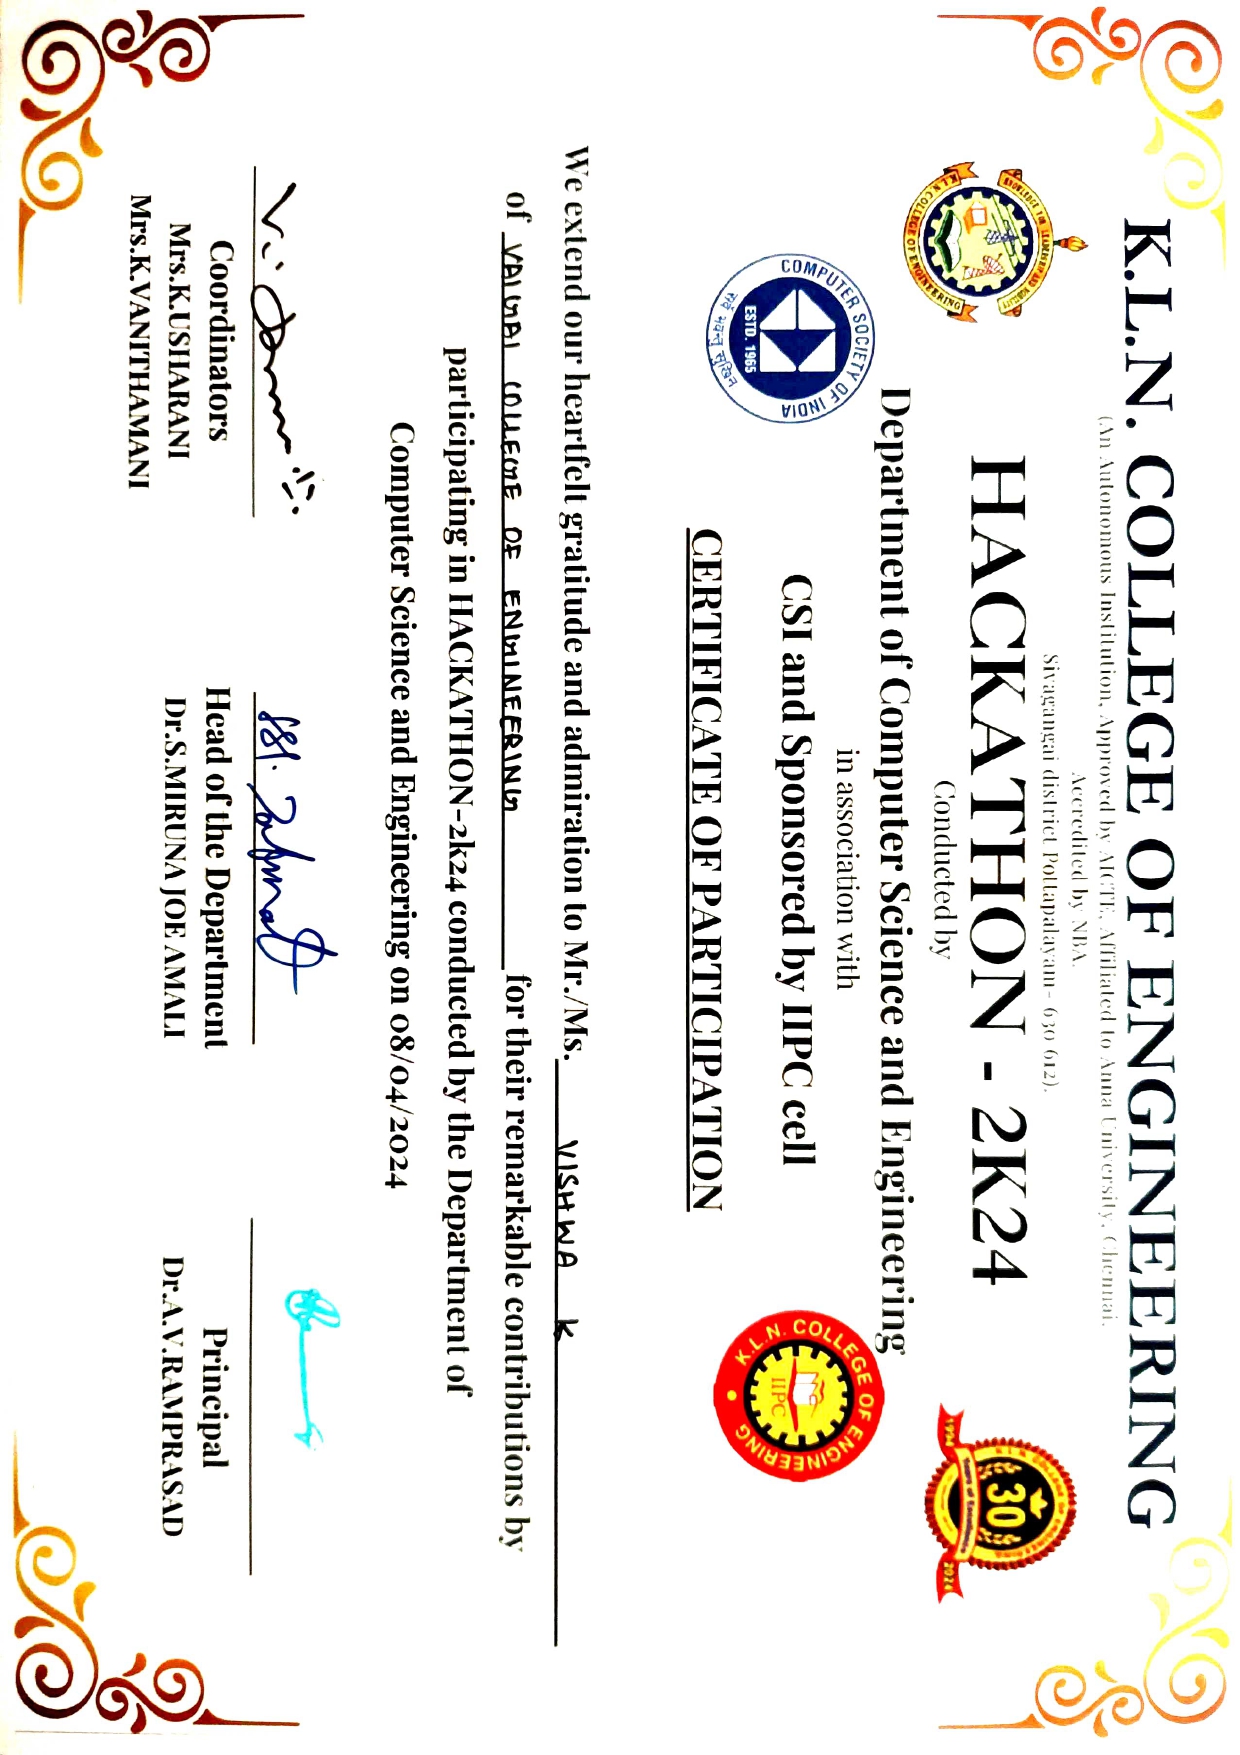 K.L.N. COLLEGE OF ENGINEERING
(An Autonomous Institution, Approved by AICTE, Affiliated to Anna University, Chennai.
Accredited by NBA.
Sivagangai district Pottapalayam- 630 612).
HACKATHON - 2K24
Conducted by
Department of Computer Science and Engineering
in association with
CSI and Sponsored by IIPC cell
CERTIFICATE OF PARTICIPATION
We extend our heartfelt gratitude and admiration to Mr./Ms. VISHWA K
of VAIGAI COLLEGE OF ENGINEERING for their remarkable contributions by
participating in HACKATHON-2k24 conducted by the Department of
Computer Science and Engineering on 08/04/2024
Coordinators
Mrs.K.USHARANI
Mrs.K.VANITHAMANI
Head of the Department
Dr.S.MIRUNA JOE AMALI
Principal
Dr.A.V.RAMPRASAD
K.L.N COLLEGE OF ENGINEERING
COMPUTER SOCIETY OF INDIA
ESTD. 1965
K.L.N. COLLEGE OF ENGINEERING
IIPC
30
1994
2024